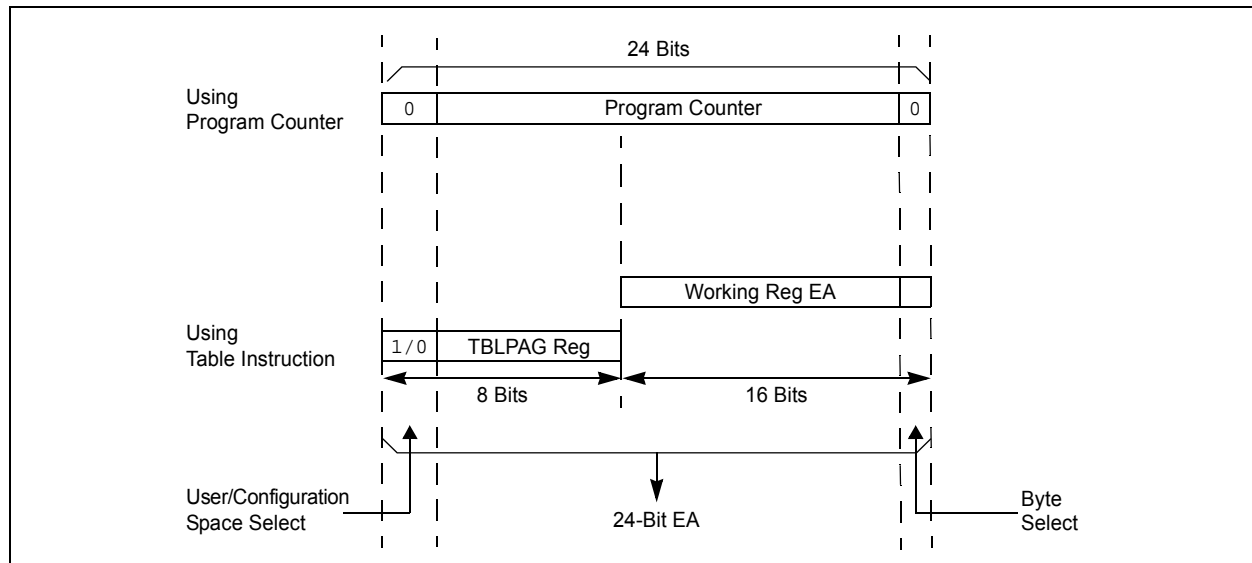 24 Bits
Using
Program Counter
0
Program Counter
0
Working Reg EA
Using
Table Instruction
1/0
TBLPAG Reg
8 Bits
16 Bits
User/Configuration
Space Select
24-Bit EA
Byte
Select